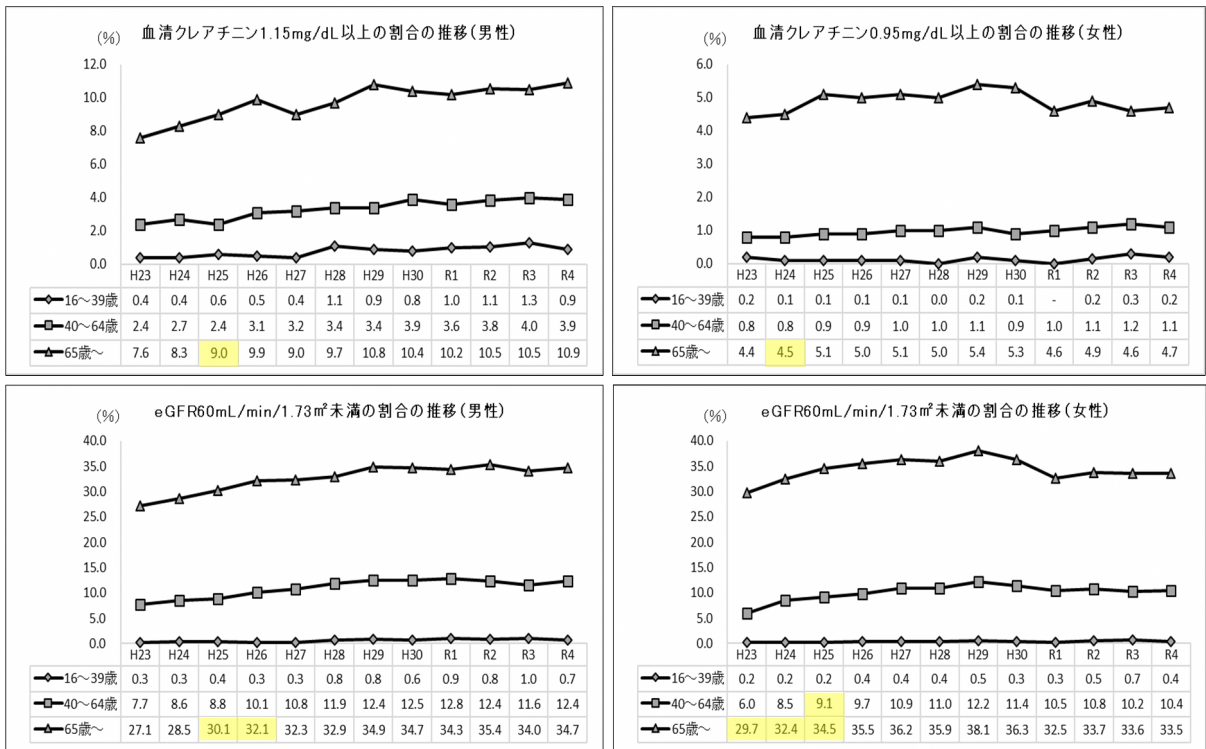 血清クレアチニン1.15mg/dL以上の割合の推移(男性)
(%)
12.0
10.0
8.0
6.0
4.0
2.0
0.0
H23 H24 H25 H26 H27 H28 H29 H30 R1 R2 R3 R4
16～39歳 0.4 0.4 0.6 0.5 0.4 1.1 0.9 0.8 1.0 1.1 1.3 0.9
40～64歳 2.4 2.7 2.4 3.1 3.2 3.4 3.4 3.9 3.6 3.8 4.0 3.9
65歳～ 7.6 8.3 9.0 9.9 9.0 9.7 10.8 10.4 10.2 10.5 10.5 10.9
血清クレアチニン0.95mg/dL以上の割合の推移(女性)
(%)
6.0
5.0
4.0
3.0
2.0
1.0
0.0
H23 H24 H25 H26 H27 H28 H29 H30 R1 R2 R3 R4
16～39歳 0.2 0.1 0.1 0.1 0.1 0.0 0.2 0.1 - 0.2 0.3 0.2
40～64歳 0.8 0.8 0.9 0.9 1.0 1.0 1.1 0.9 1.0 1.1 1.2 1.1
65歳～ 4.4 4.5 5.1 5.0 5.1 5.0 5.4 5.3 4.6 4.9 4.6 4.7
eGFR60mL/min/1.73㎡未満の割合の推移(男性)
(%)
40.0
35.0
30.0
25.0
20.0
15.0
10.0
5.0
0.0
H23 H24 H25 H26 H27 H28 H29 H30 R1 R2 R3 R4
16～39歳 0.3 0.3 0.4 0.3 0.3 0.8 0.8 0.6 0.9 0.8 1.0 0.7
40～64歳 7.7 8.6 8.8 10.1 10.8 11.9 12.4 12.5 12.8 12.4 11.6 12.4
65歳～ 27.1 28.5 30.1 32.1 32.3 32.9 34.9 34.7 34.3 35.4 34.0 34.7
eGFR60mL/min/1.73㎡未満の割合の推移(女性)
(%)
40.0
35.0
30.0
25.0
20.0
15.0
10.0
5.0
0.0
H23 H24 H25 H26 H27 H28 H29 H30 R1 R2 R3 R4
16～39歳 0.2 0.2 0.2 0.4 0.4 0.4 0.5 0.3 0.3 0.5 0.7 0.4
40～64歳 6.0 8.5 9.1 9.7 10.9 11.0 12.2 11.4 10.5 10.8 10.2 10.4
65歳～ 29.7 32.4 34.5 35.5 36.2 35.9 38.1 36.3 32.5 33.7 33.6 33.5